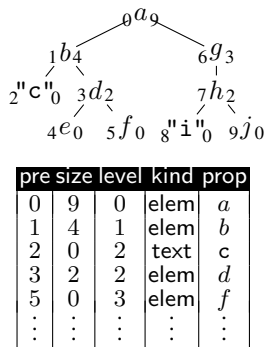 0a9
1b4 6g3
2"c"0 3d2 7h2
4e0 5f0 8"i"0 9j0
pre size level kind prop
0 9 0 elem a
1 4 1 elem b
2 0 2 text c
3 2 2 elem d
5 0 3 elem f
⋮ ⋮ ⋮ ⋮ ⋮